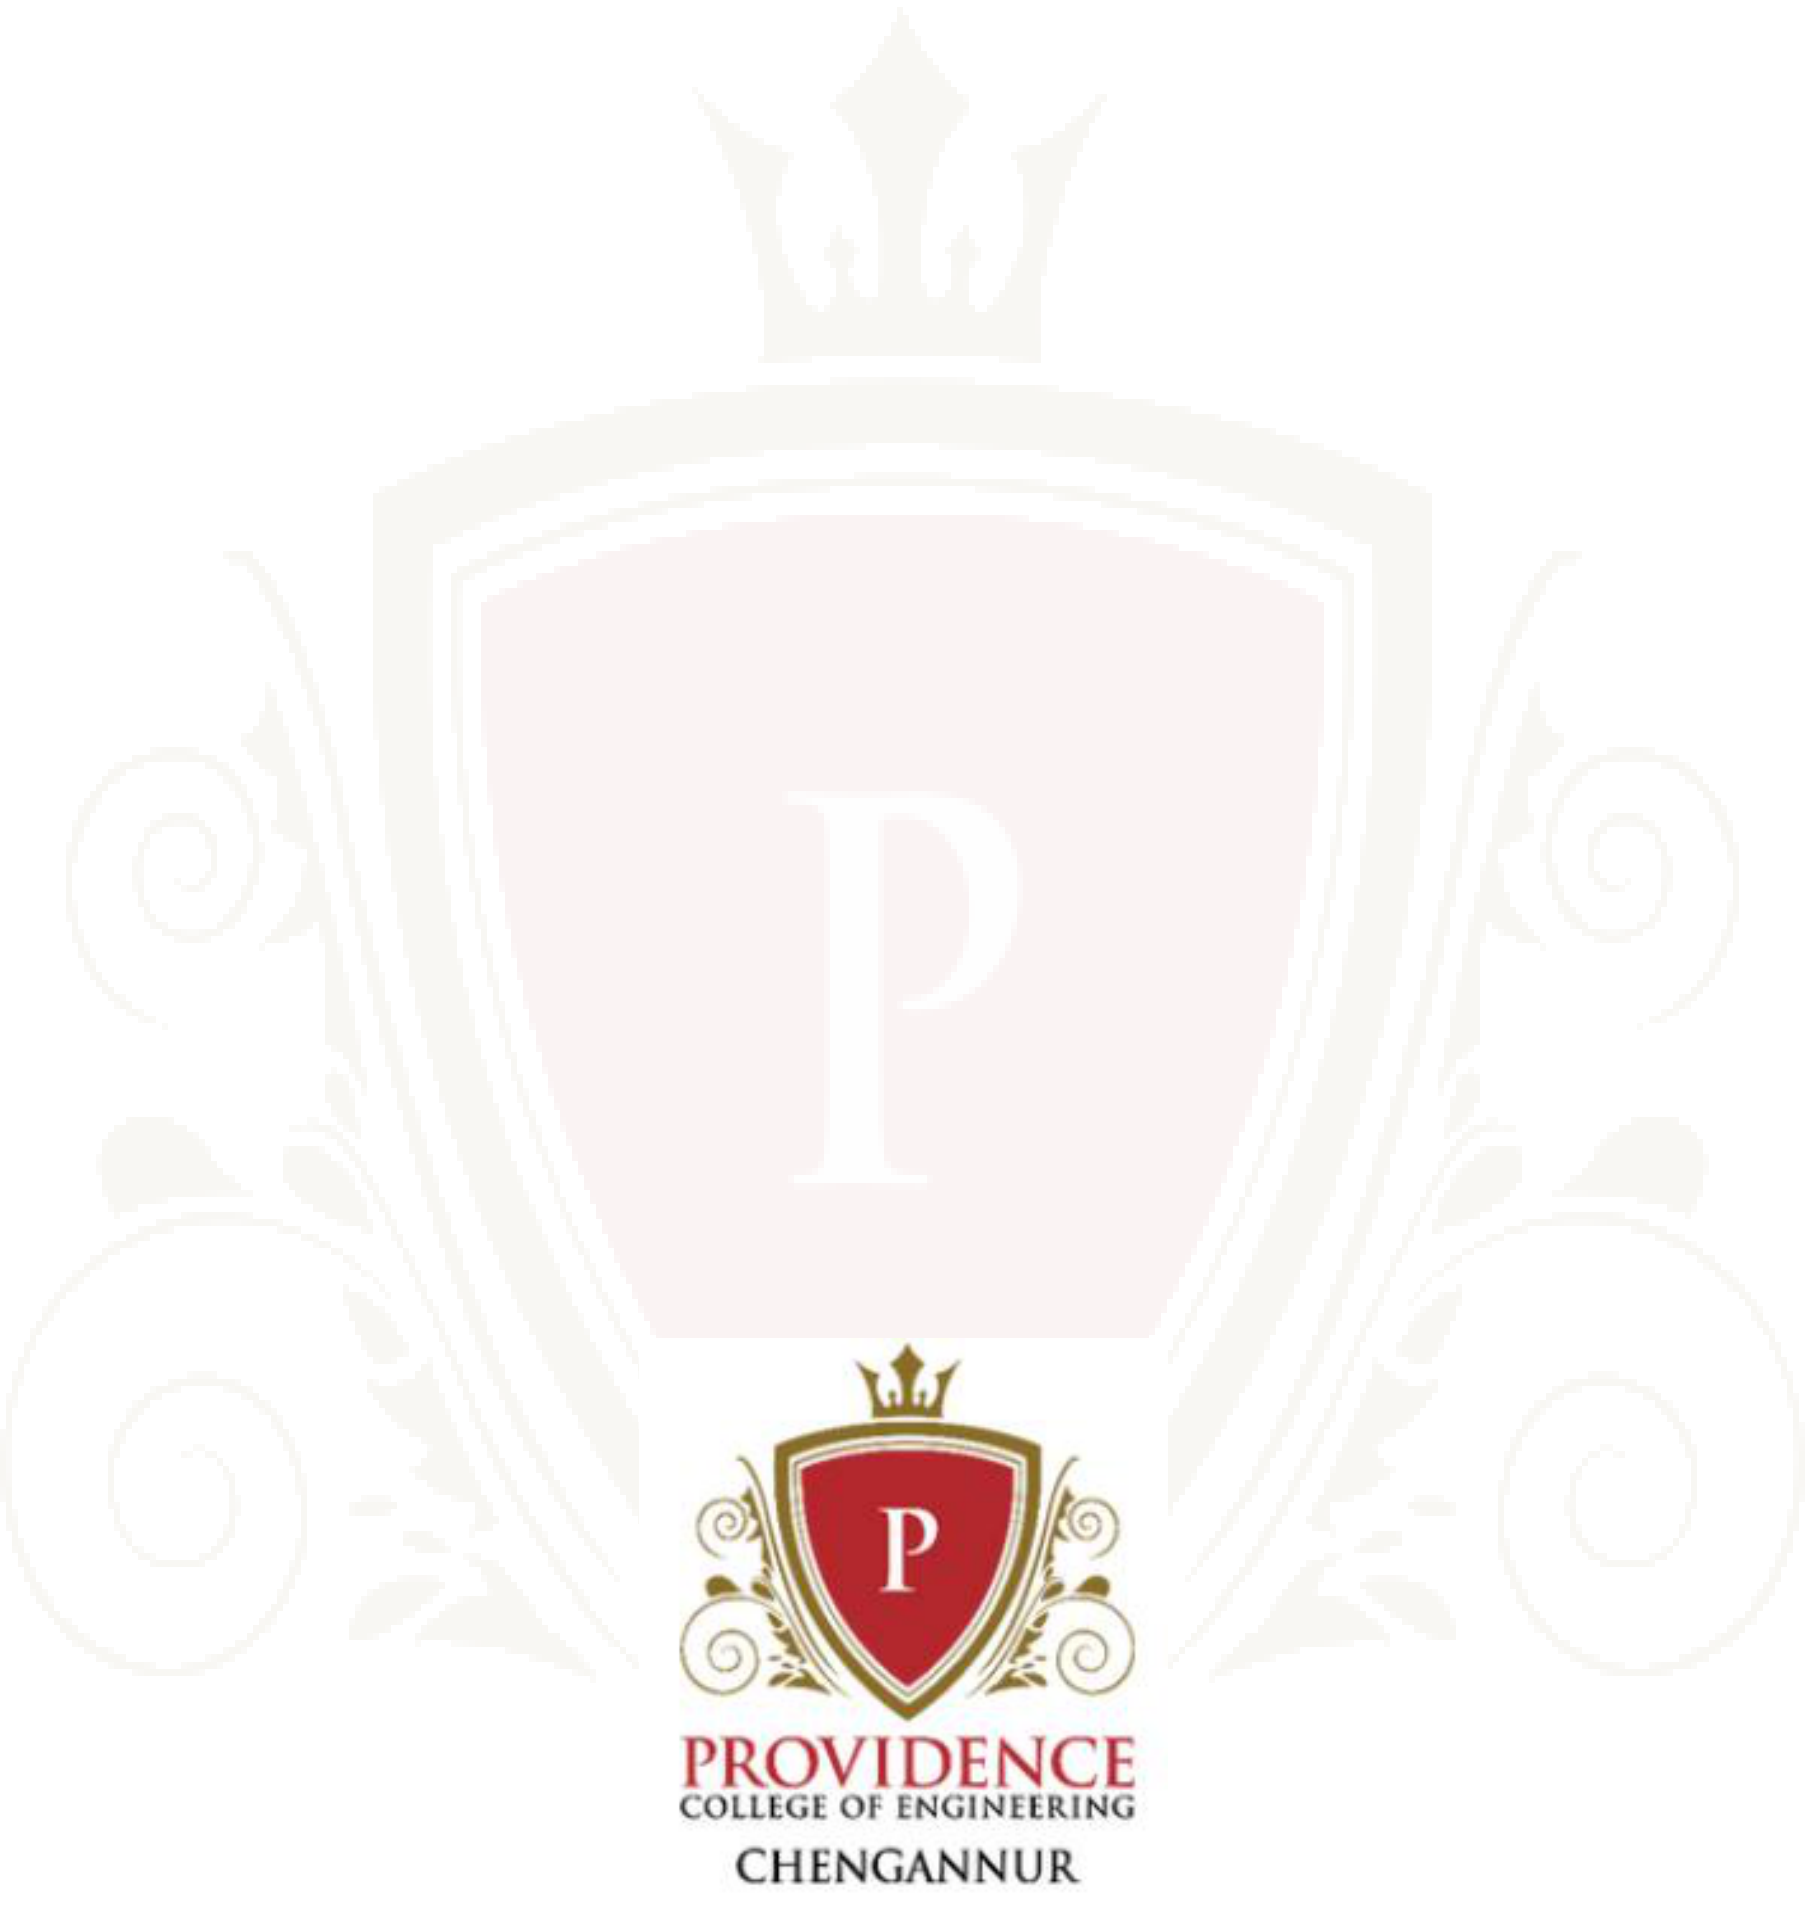 P
P
PROVIDENCE
COLLEGE OF ENGINEERING
CHENGANNUR